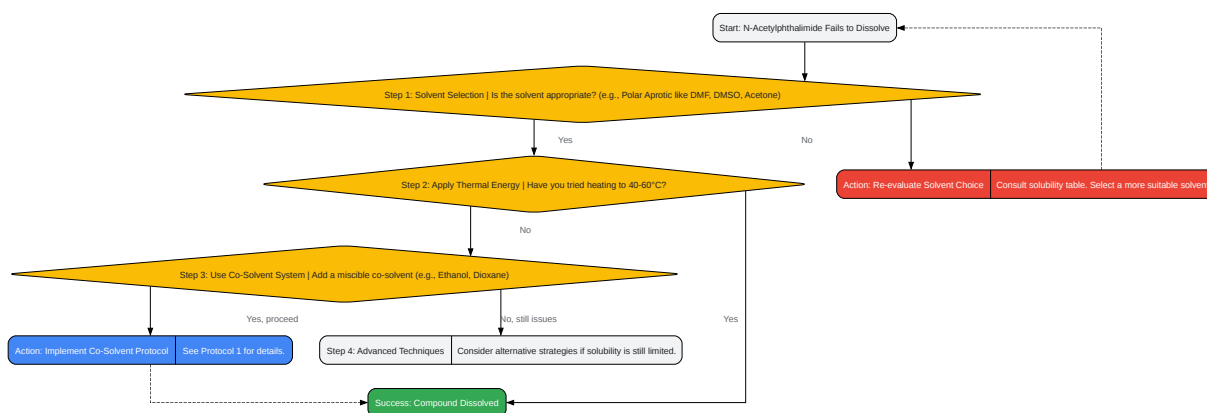 Start: N-Acetylphthalimide Fails to Dissolve
Step 1: Solvent Selection | Is the solvent appropriate? (e.g., Polar Aprotic like DMF, DMSO, Acetone)
Yes
No
Step 2: Apply Thermal Energy | Have you tried heating to 40-60°C?
Action: Re-evaluate Solvent Choice
Consult solubility table. Select a more suitable solvent
No
Step 3: Use Co-Solvent System | Add a miscible co-solvent (e.g., Ethanol, Dioxane)
Yes, proceed
No, still issues
Yes
Action: Implement Co-Solvent Protocol
See Protocol 1 for details.
Step 4: Advanced Techniques
Consider alternative strategies if solubility is still limited.
Success: Compound Dissolved